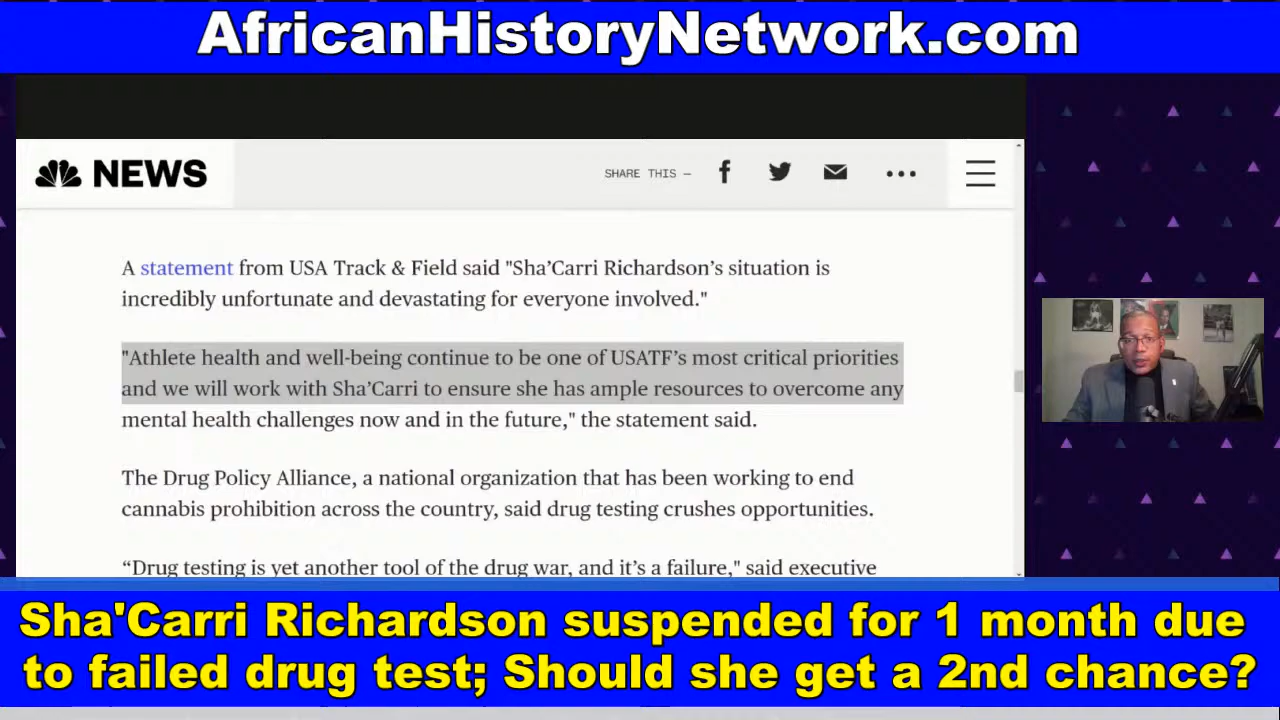 AfricanHistoryNetwork.com
NEWS
SHARE THIS —
A statement from USA Track & Field said "Sha’Carri Richardson’s situation is
incredibly unfortunate and devastating for everyone involved."
"Athlete health and well-being continue to be one of USATF’s most critical priorities
and we will work with Sha’Carri to ensure she has ample resources to overcome any
mental health challenges now and in the future," the statement said.
The Drug Policy Alliance, a national organization that has been working to end
cannabis prohibition across the country, said drug testing crushes opportunities.
“Drug testing is yet another tool of the drug war, and it’s a failure," said executive
Sha'Carri Richardson suspended for 1 month due
to failed drug test; Should she get a 2nd chance?